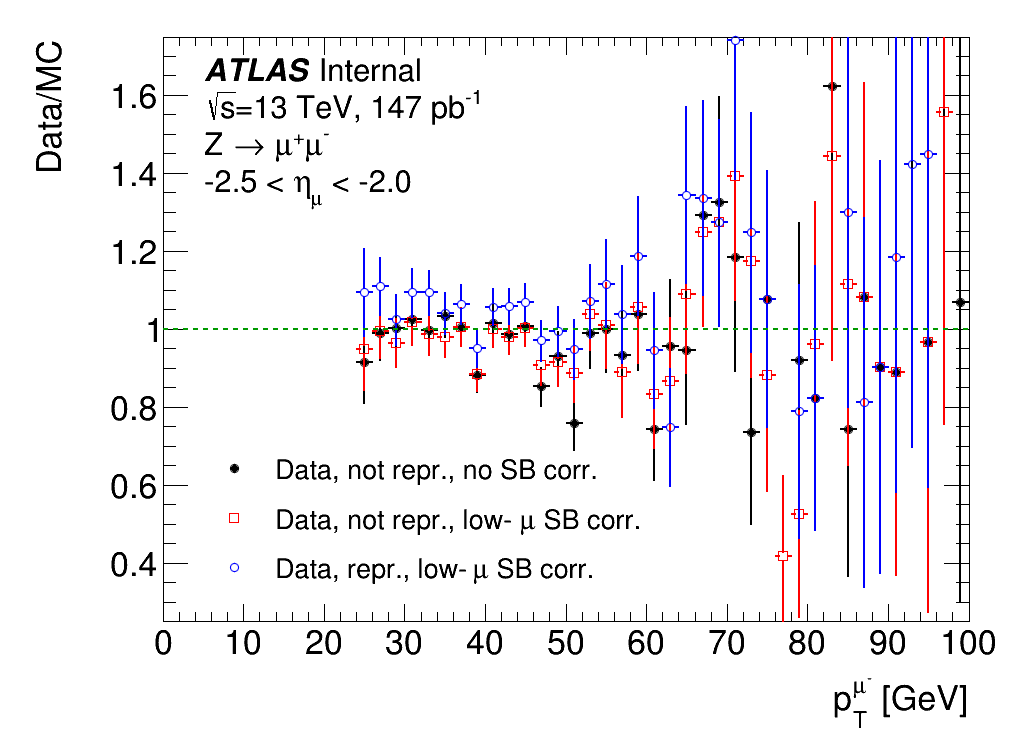 Data/MC
ATLAS Internal
√s=13 TeV, 147 pb⁻¹
Z → μ⁺μ⁻
-2.5 < η_μ < -2.0
1.6
1.4
1.2
1
0.8
0.6
0.4
Data, not repr., no SB corr.
Data, not repr., low- μ SB corr.
Data, repr., low- μ SB corr.
0 10 20 30 40 50 60 70 80 90 100
p_T^μ⁻ [GeV]